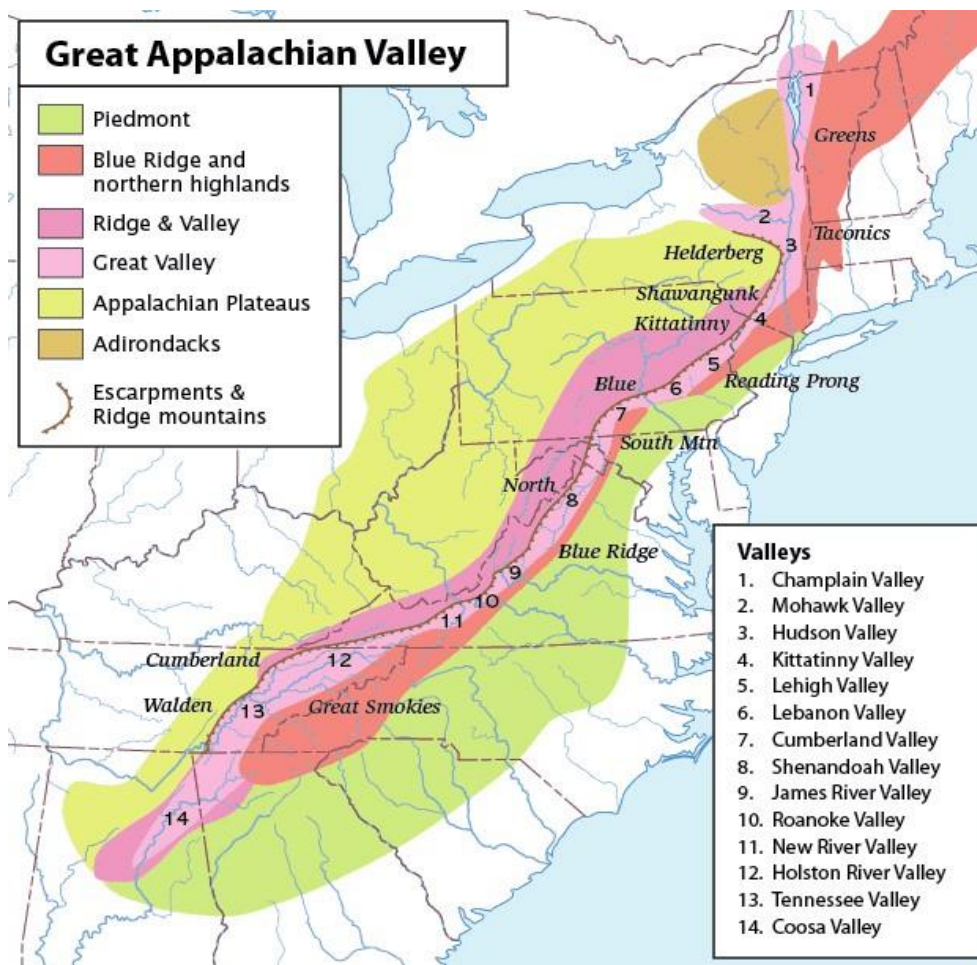 Great Appalachian Valley
Piedmont
Blue Ridge and
northern highlands
Ridge & Valley
Great Valley
Appalachian Plateaus
Adirondacks
Escarpments &
Ridge mountains
1
Greens
2
Taconics
Helderberg
3
Shawangunk
Kittatinny
4
5
Reading Prong
Blue
6
7
South Mtn
North
8
Blue Ridge
9
10
11
Cumberland
12
Walden
13
Great Smokies
14
Valleys
1. Champlain Valley
2. Mohawk Valley
3. Hudson Valley
4. Kittatinny Valley
5. Lehigh Valley
6. Lebanon Valley
7. Cumberland Valley
8. Shenandoah Valley
9. James River Valley
10. Roanoke Valley
11. New River Valley
12. Holston River Valley
13. Tennessee Valley
14. Coosa Valley